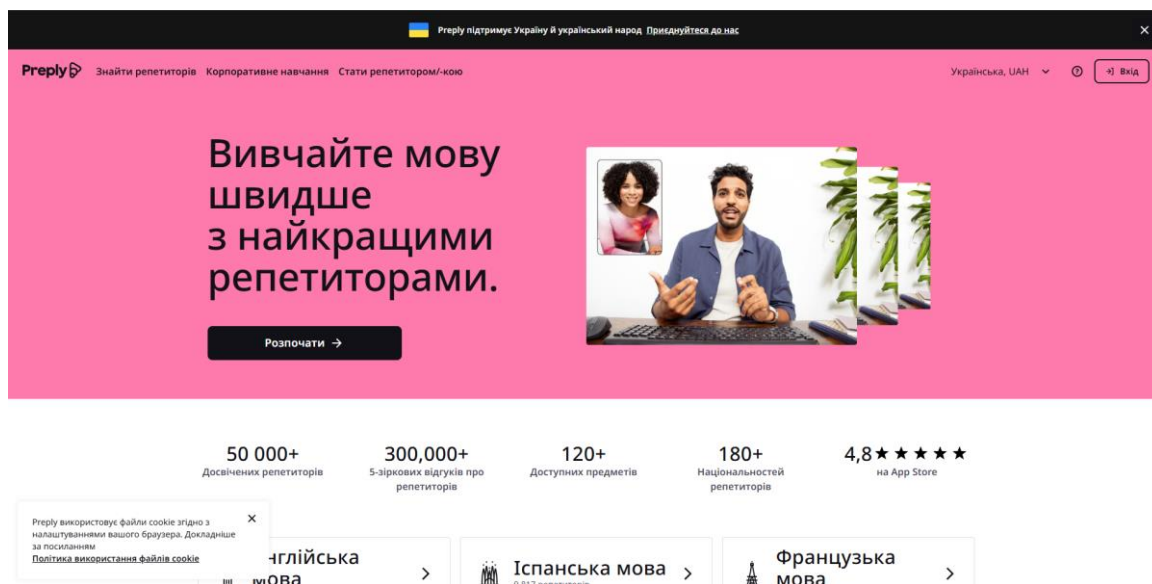 Preply підтримує Україну й український народ Приєднуйтеся до нас
Preply Знайти репетиторів Корпоративне навчання Стати репетитором/-кою Українська, UAH Вхід
Вивчайте мову
швидше
з найкращими
репетиторами.
Розпочати →
50 000+
Досвічених репетиторів
300,000+
5-зіркових відгуків про
репетиторів
120+
Доступних предметів
180+
Національностей
репетиторів
4,8★★★★★
на App Store
Preply використовує файли cookie згідно з
налаштуваннями вашого браузера. Докладніше
за посиланням
Політика використання файлів cookie
нглійська
мова
Іспанська мова
Французька
мова